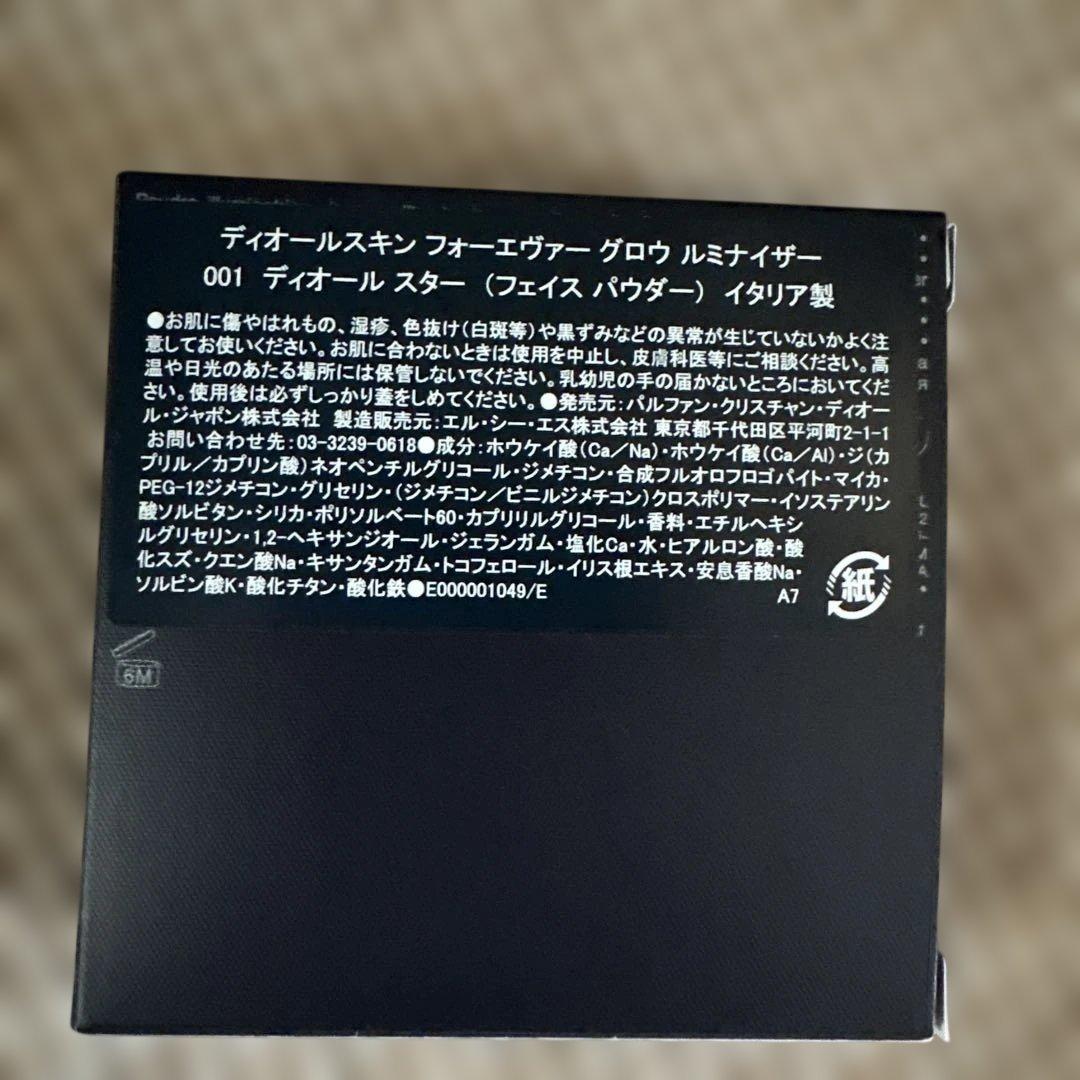 ディオールスキン フォーエヴァー グロウ ルミナイザー
001 ディオール スター （フェイス パウダー） イタリア製
●お肌に傷やはれもの、湿疹、色抜け（白斑等）や黒ずみなどの異常が生じていないかよく注
意してお使いください。お肌に合わないときは使用を中止し、皮膚科医等にご相談ください。高
温や日光のあたる場所には保管しないでください。乳幼児の手の届かないところにおいてくだ
さい。使用後は必ずしっかり蓋をしめてください。●発売元：パルファン・クリスチャン・ディオー
ル・ジャポン株式会社 製造販売元：エル・シー・エス株式会社 東京都千代田区平河町2-1-1
お問い合わせ先：03-3239-0618●成分：ホウケイ酸（Ca／Na）・ホウケイ酸（Ca／Al）・ジ（カ
プリル／カプリン酸）ネオペンチルグリコール・ジメチコン・合成フルオロフロゴパイト・マイカ・
PEG-12ジメチコン・グリセリン・（ジメチコン／ビニルジメチコン）クロスポリマー・イソステアリン
酸ソルビタン・シリカ・ポリソルベート60・カプリリルグリコール・香料・エチルヘキシ
ルグリセリン・1,2-ヘキサンジオール・ジェランガム・塩化Ca・水・ヒアルロン酸・酸
化スズ・クエン酸Na・キサンタンガム・トコフェロール・イリス根エキス・安息香酸Na・
ソルビン酸K・酸化チタン・酸化鉄●E000001049/E
A7
紙
6M